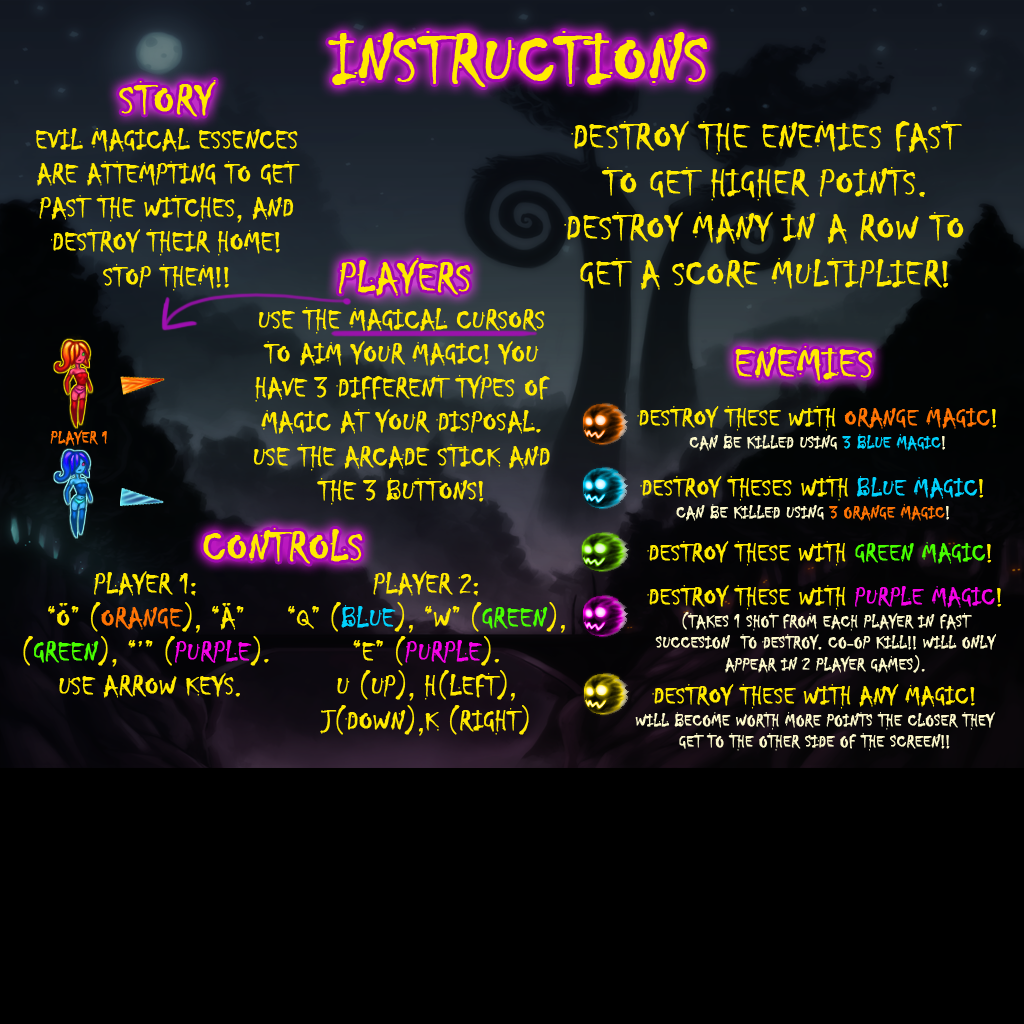 INSTRUCTIONS
STORY
EVIL MAGICAL ESSENCES
ARE ATTEMPTING TO GET
PAST THE WITCHES, AND
DESTROY THEIR HOME!
STOP THEM!!
DESTROY THE ENEMIES FAST
TO GET HIGHER POINTS.
DESTROY MANY IN A ROW TO
GET A SCORE MULTIPLIER!
PLAYERS
USE THE MAGICAL CURSORS
TO AIM YOUR MAGIC! YOU
HAVE 3 DIFFERENT TYPES OF
MAGIC AT YOUR DISPOSAL.
USE THE ARCADE STICK AND
THE 3 BUTTONS!
PLAYER 1
CONTROLS
PLAYER 1:
"Ö" (ORANGE), "Ä"
(GREEN), "'" (PURPLE).
USE ARROW KEYS.
PLAYER 2:
"Q" (BLUE), "W" (GREEN),
"E" (PURPLE).
U (UP), H(LEFT),
J(DOWN),K (RIGHT)
ENEMIES
DESTROY THESE WITH ORANGE MAGIC!
CAN BE KILLED USING 3 BLUE MAGIC!
DESTROY THESES WITH BLUE MAGIC!
CAN BE KILLED USING 3 ORANGE MAGIC!
DESTROY THESE WITH GREEN MAGIC!
DESTROY THESE WITH PURPLE MAGIC!
(TAKES 1 SHOT FROM EACH PLAYER IN FAST
SUCCESION TO DESTROY. CO-OP KILL!! WILL ONLY
APPEAR IN 2 PLAYER GAMES).
DESTROY THESE WITH ANY MAGIC!
WILL BECOME WORTH MORE POINTS THE CLOSER THEY
GET TO THE OTHER SIDE OF THE SCREEN!!